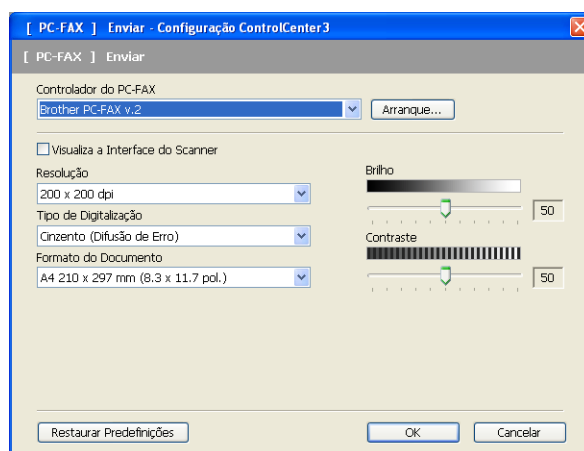 [ PC-FAX ] Enviar - Configuração ControlCenter3
[ PC-FAX ] Enviar
Controlador do PC-FAX
Brother PC-FAX v.2
Arranque...
Visualiza a Interface do Scanner
Resolução
200 x 200 dpi
Tipo de Digitalização
Cinzento (Difusão de Erro)
Formato do Documento
A4 210 x 297 mm (8.3 x 11.7 pol.)
Brilho
50
Contraste
50
Restaurar Predefinições
OK
Cancelar